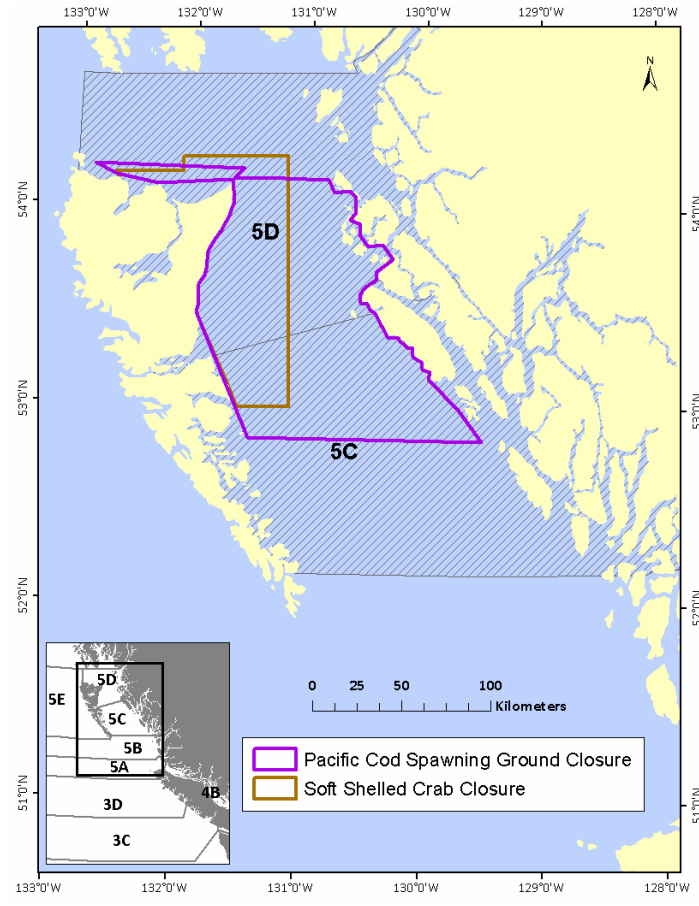 133°0'W 132°0'W 131°0'W 130°0'W 129°0'W 128°0'W
N
54°0'N 54°0'N
5D
53°0'N 53°0'N
5C
52°0'N 52°0'N
0 25 50 100
Kilometers
5D
5E
5C
5B
5A
3D
4B
3C
Pacific Cod Spawning Ground Closure
Soft Shelled Crab Closure
51°0'N 51°0'N
133°0'W 132°0'W 131°0'W 130°0'W 129°0'W 128°0'W